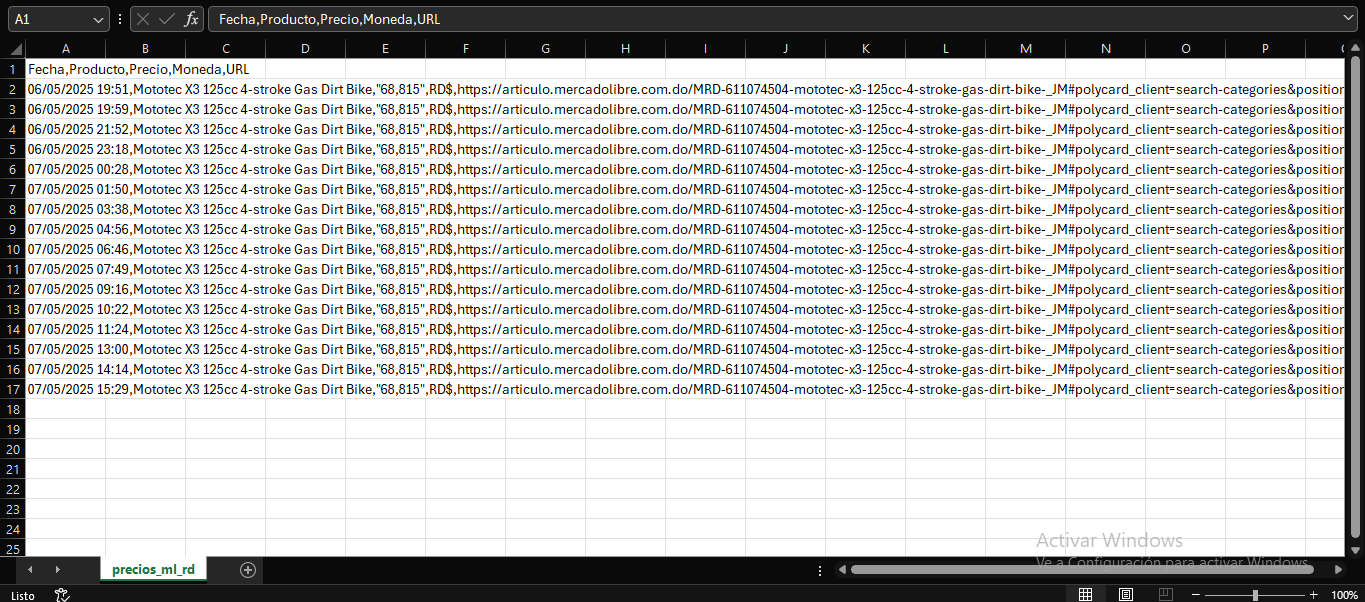 A1
fx
Fecha,Producto,Precio,Moneda,URL
A B C D E F G H I J K L M N O P
1 Fecha,Producto,Precio,Moneda,URL
2 06/05/2025 19:51,Mototec X3 125cc 4-stroke Gas Dirt Bike,"68,815",RD$,https://articulo.mercadolibre.com.do/MRD-611074504-mototec-x3-125cc-4-stroke-gas-dirt-bike-_JM#polycard_client=search-categories&position
3 06/05/2025 19:59,Mototec X3 125cc 4-stroke Gas Dirt Bike,"68,815",RD$,https://articulo.mercadolibre.com.do/MRD-611074504-mototec-x3-125cc-4-stroke-gas-dirt-bike-_JM#polycard_client=search-categories&position
4 06/05/2025 21:52,Mototec X3 125cc 4-stroke Gas Dirt Bike,"68,815",RD$,https://articulo.mercadolibre.com.do/MRD-611074504-mototec-x3-125cc-4-stroke-gas-dirt-bike-_JM#polycard_client=search-categories&position
5 06/05/2025 23:18,Mototec X3 125cc 4-stroke Gas Dirt Bike,"68,815",RD$,https://articulo.mercadolibre.com.do/MRD-611074504-mototec-x3-125cc-4-stroke-gas-dirt-bike-_JM#polycard_client=search-categories&position
6 07/05/2025 00:28,Mototec X3 125cc 4-stroke Gas Dirt Bike,"68,815",RD$,https://articulo.mercadolibre.com.do/MRD-611074504-mototec-x3-125cc-4-stroke-gas-dirt-bike-_JM#polycard_client=search-categories&position
7 07/05/2025 01:50,Mototec X3 125cc 4-stroke Gas Dirt Bike,"68,815",RD$,https://articulo.mercadolibre.com.do/MRD-611074504-mototec-x3-125cc-4-stroke-gas-dirt-bike-_JM#polycard_client=search-categories&position
8 07/05/2025 03:38,Mototec X3 125cc 4-stroke Gas Dirt Bike,"68,815",RD$,https://articulo.mercadolibre.com.do/MRD-611074504-mototec-x3-125cc-4-stroke-gas-dirt-bike-_JM#polycard_client=search-categories&position
9 07/05/2025 04:56,Mototec X3 125cc 4-stroke Gas Dirt Bike,"68,815",RD$,https://articulo.mercadolibre.com.do/MRD-611074504-mototec-x3-125cc-4-stroke-gas-dirt-bike-_JM#polycard_client=search-categories&position
10 07/05/2025 06:46,Mototec X3 125cc 4-stroke Gas Dirt Bike,"68,815",RD$,https://articulo.mercadolibre.com.do/MRD-611074504-mototec-x3-125cc-4-stroke-gas-dirt-bike-_JM#polycard_client=search-categories&position
11 07/05/2025 07:49,Mototec X3 125cc 4-stroke Gas Dirt Bike,"68,815",RD$,https://articulo.mercadolibre.com.do/MRD-611074504-mototec-x3-125cc-4-stroke-gas-dirt-bike-_JM#polycard_client=search-categories&position
12 07/05/2025 09:16,Mototec X3 125cc 4-stroke Gas Dirt Bike,"68,815",RD$,https://articulo.mercadolibre.com.do/MRD-611074504-mototec-x3-125cc-4-stroke-gas-dirt-bike-_JM#polycard_client=search-categories&position
13 07/05/2025 10:22,Mototec X3 125cc 4-stroke Gas Dirt Bike,"68,815",RD$,https://articulo.mercadolibre.com.do/MRD-611074504-mototec-x3-125cc-4-stroke-gas-dirt-bike-_JM#polycard_client=search-categories&position
14 07/05/2025 11:24,Mototec X3 125cc 4-stroke Gas Dirt Bike,"68,815",RD$,https://articulo.mercadolibre.com.do/MRD-611074504-mototec-x3-125cc-4-stroke-gas-dirt-bike-_JM#polycard_client=search-categories&position
15 07/05/2025 13:00,Mototec X3 125cc 4-stroke Gas Dirt Bike,"68,815",RD$,https://articulo.mercadolibre.com.do/MRD-611074504-mototec-x3-125cc-4-stroke-gas-dirt-bike-_JM#polycard_client=search-categories&position
16 07/05/2025 14:14,Mototec X3 125cc 4-stroke Gas Dirt Bike,"68,815",RD$,https://articulo.mercadolibre.com.do/MRD-611074504-mototec-x3-125cc-4-stroke-gas-dirt-bike-_JM#polycard_client=search-categories&position
17 07/05/2025 15:29,Mototec X3 125cc 4-stroke Gas Dirt Bike,"68,815",RD$,https://articulo.mercadolibre.com.do/MRD-611074504-mototec-x3-125cc-4-stroke-gas-dirt-bike-_JM#polycard_client=search-categories&position
18
19
20
21
22
23
24
25
Activar Windows
Ve a Configuración para activar Windows.
precios_ml_rd
Listo
100%